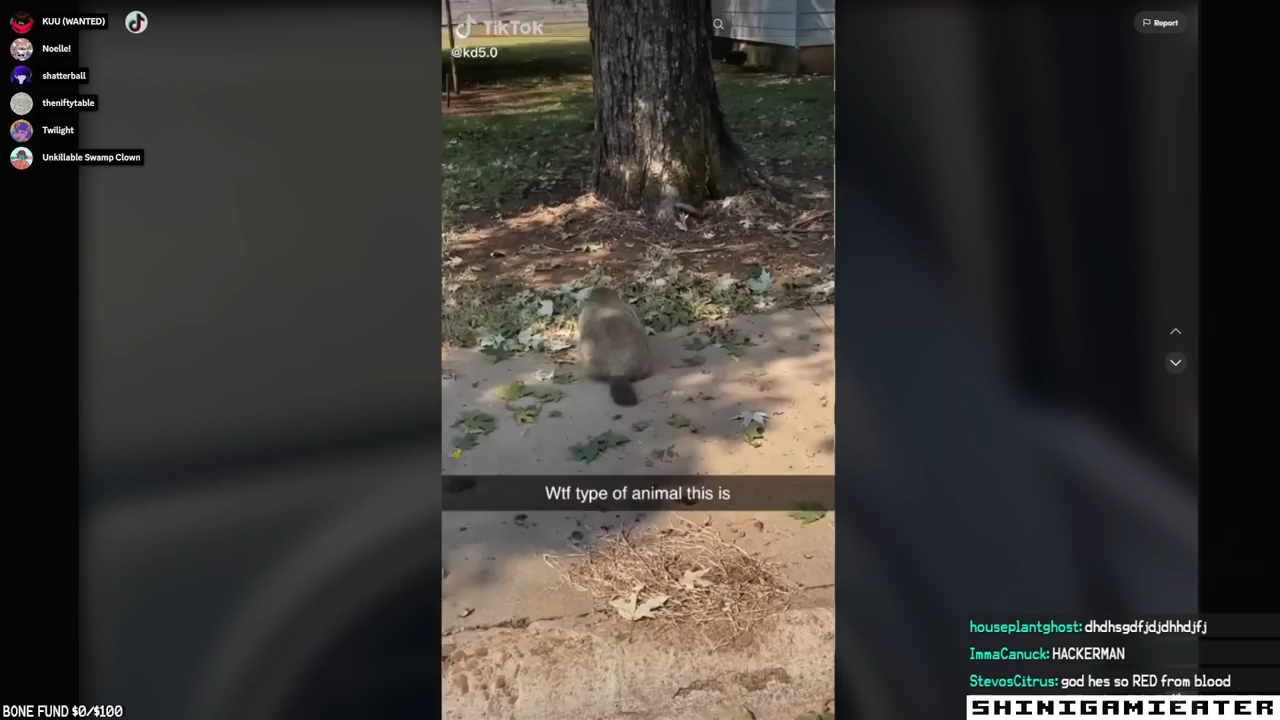 KUU (WANTED)
Noelle!
shatterball
theniftytable
Twilight
Unkillable Swamp Clown
TikTok
@kd5.0
Report
Wtf type of animal this is
houseplantghost: dhdhsgdfjdjdhhdjfj
ImmaCanuck: HACKERMAN
StevosCitrus: god hes so RED from blood
SHINIGAMIEATER
BONE FUND $0/$100